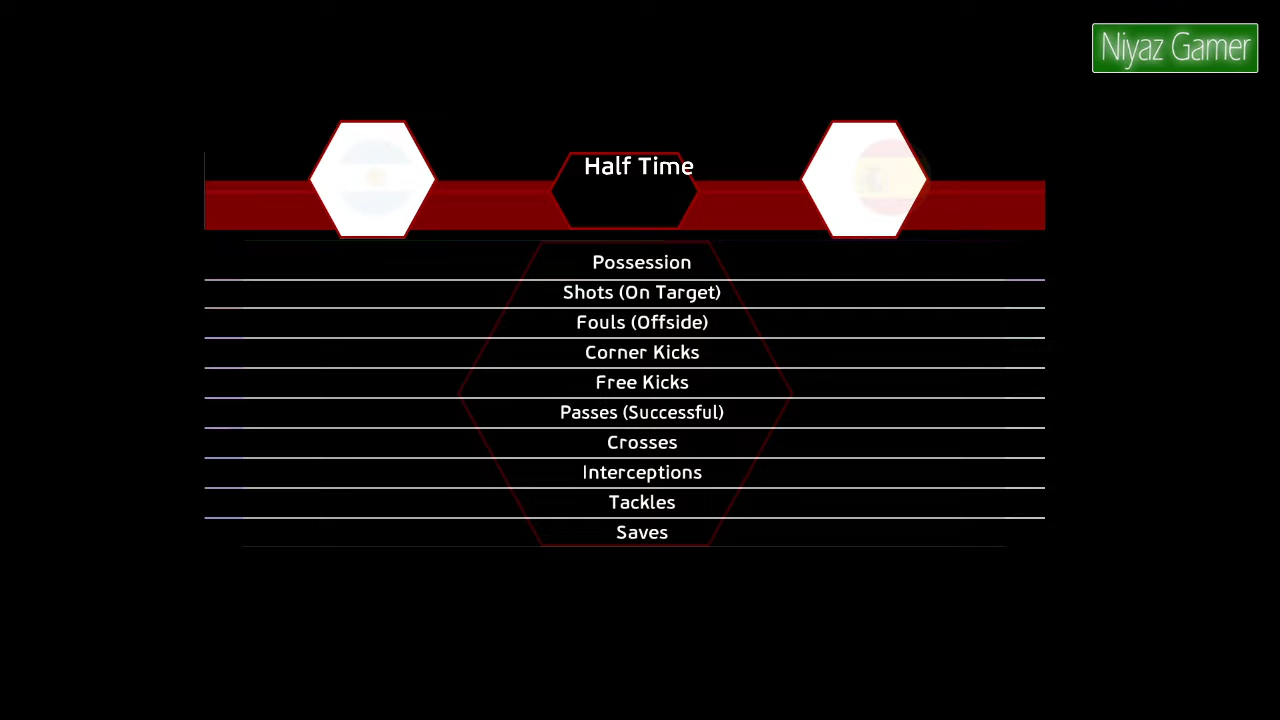 Niyaz Gamer
Half Time
Possession
Shots (On Target)
Fouls (Offside)
Corner Kicks
Free Kicks
Passes (Successful)
Crosses
Interceptions
Tackles
Saves